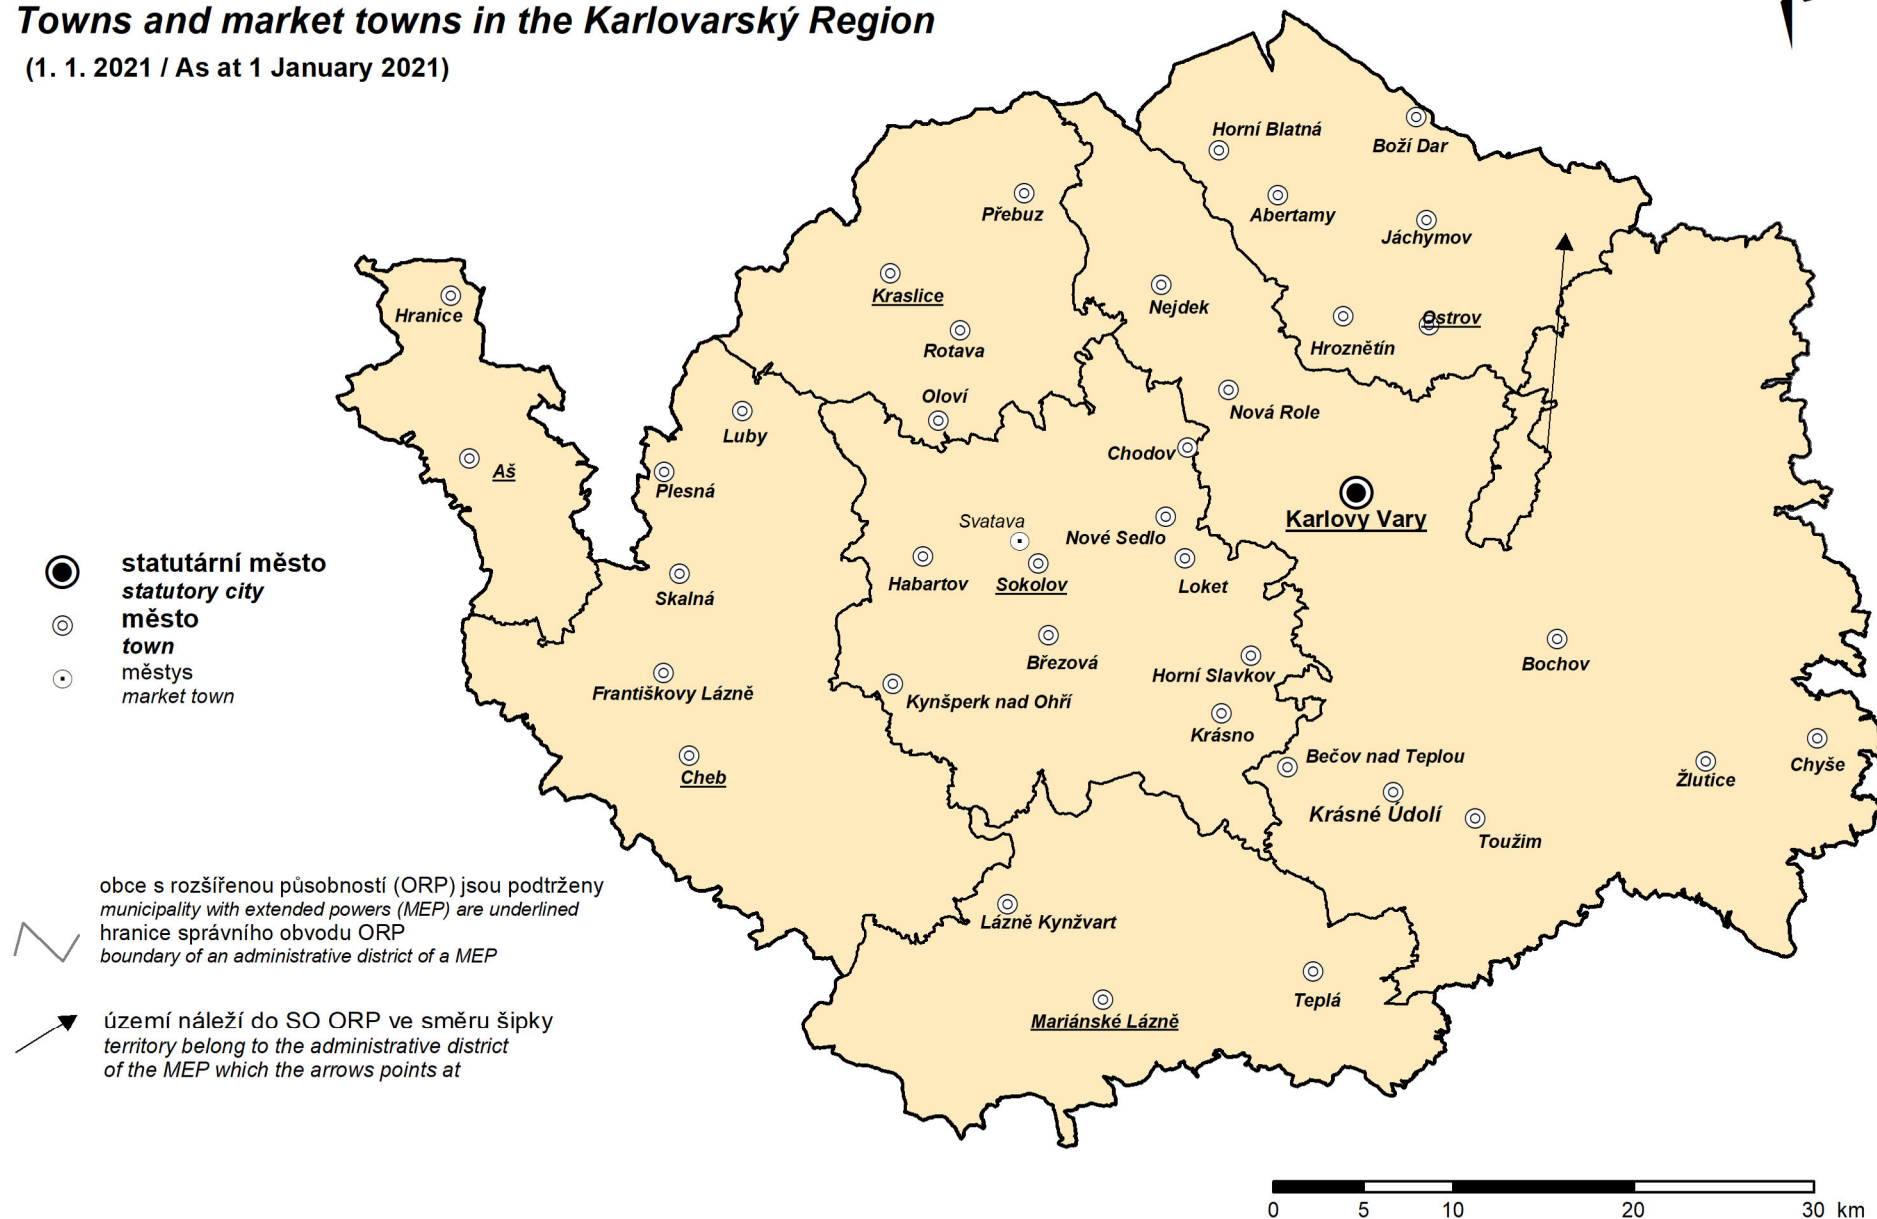 Towns and market towns in the Karlovarský Region
(1. 1. 2021 / As at 1 January 2021)
Horní Blatná
Boží Dar
Přebuz
Abertamy
Jáchymov
Kraslice
Nejdek
Hranice
Ostrov
Rotava
Hroznětín
Oloví
Nová Role
Luby
Chodov
Aš
Plesná
Karlovy Vary
Svatava
Nové Sedlo
Habartov
Sokolov
Loket
Skalná
Březová
Bochov
Horní Slavkov
Františkovy Lázně
Kynšperk nad Ohří
Krásno
Bečov nad Teplou
Chyše
Cheb
Žlutice
Krásné Údolí
Toužim
Lázně Kynžvart
Teplá
Mariánské Lázně
statutární město
statutory city
město
town
městys
market town
obce s rozšířenou působností (ORP) jsou podtrženy
municipality with extended powers (MEP) are underlined
hranice správního obvodu ORP
boundary of an administrative district of a MEP
území náleží do SO ORP ve směru šipky
territory belong to the administrative district
of the MEP which the arrows points at
0 5 10 20 30 km